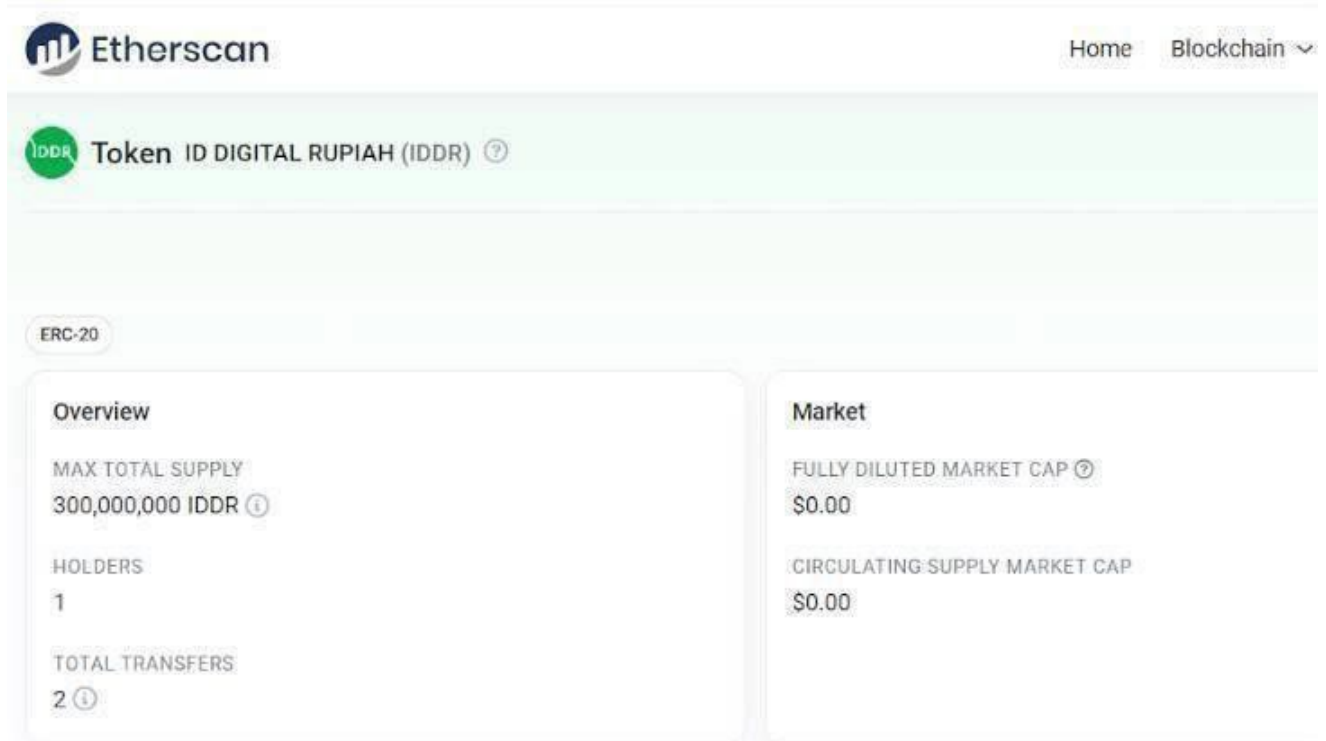 Etherscan
Home Blockchain
IDDR Token ID DIGITAL RUPIAH (IDDR)
ERC-20
Overview
MAX TOTAL SUPPLY
300,000,000 IDDR
HOLDERS
1
TOTAL TRANSFERS
2
Market
FULLY DILUTED MARKET CAP
$0.00
CIRCULATING SUPPLY MARKET CAP
$0.00